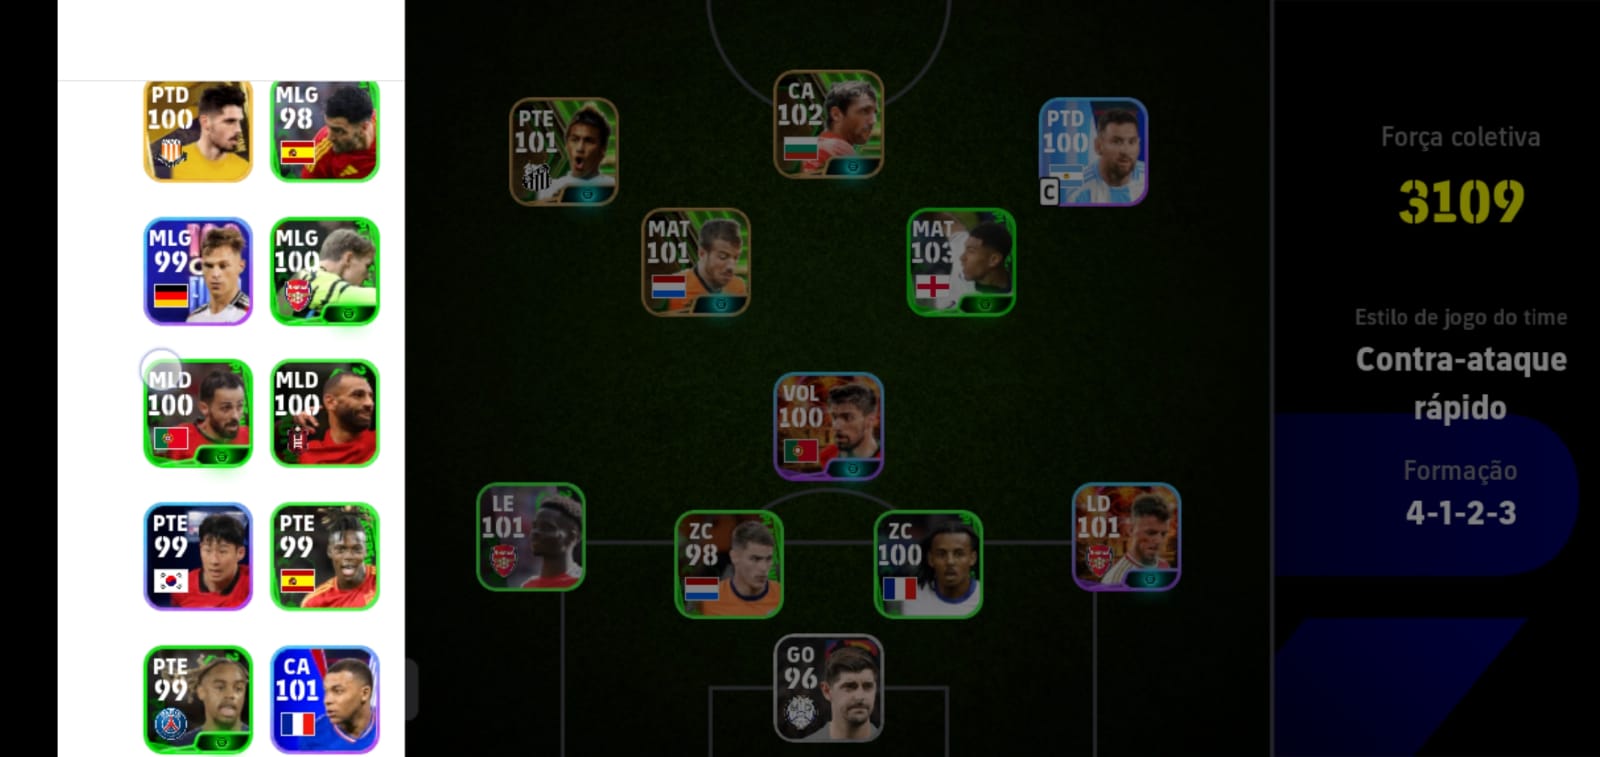 PTD
100
MLG
98
MLG
99
MLG
100
MLD
100
MLD
100
PTE
99
PTE
99
PTE
99
CA
101
PTE
101
CA
102
PTD
100
C
MAT
101
MAT
103
VOL
100
LE
101
ZC
98
ZC
100
LD
101
GO
96
Força coletiva
3109
Estilo de jogo do time
Contra-ataque
rápido
Formação
4-1-2-3